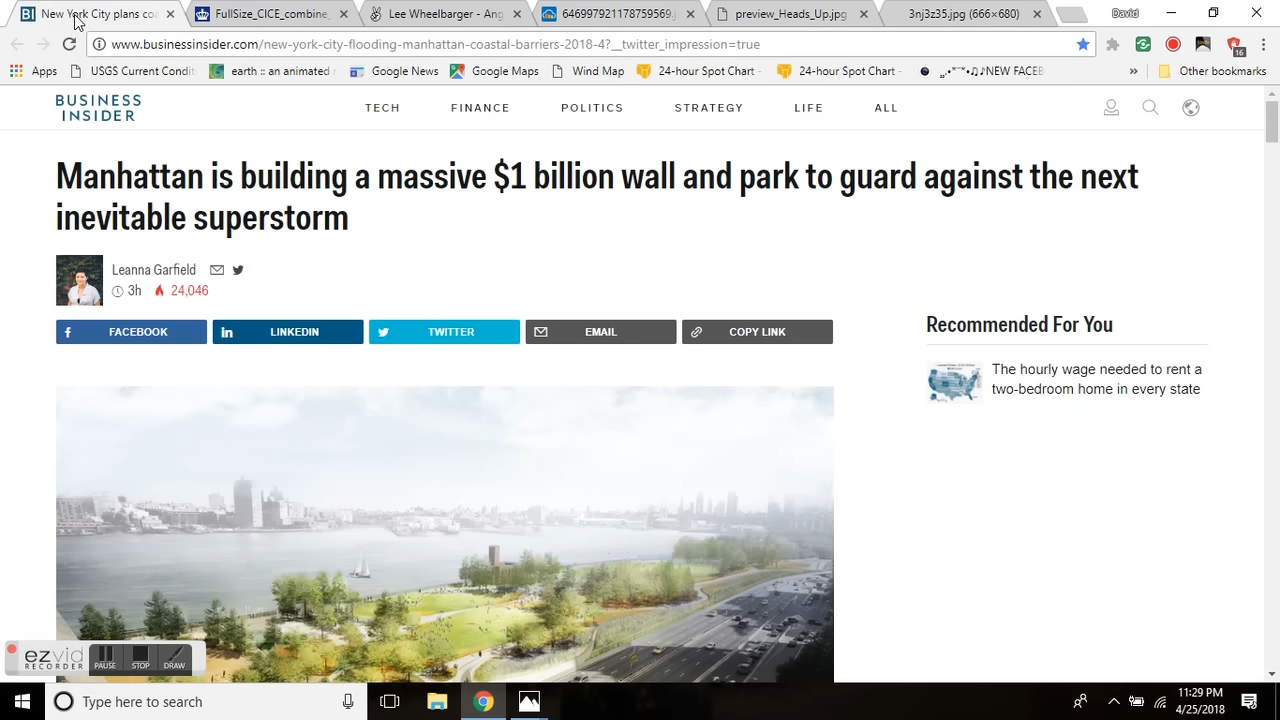 New York City plans co
FullSize_CICE_combine_
Lee Wheelbarger - Ang
646997921178759569.j
preview_Heads_Up.jpg
3nj3z35.jpg (666×680)
David
www.businessinsider.com/new-york-city-flooding-manhattan-coastal-barriers-2018-4?__twitter_impression=true
16
Apps
USGS Current Condit
earth :: an animated
Google News
Google Maps
Wind Map
24-hour Spot Chart -
24-hour Spot Chart -
NEW FACEB
»
Other bookmarks
BUSINESS
INSIDER
TECH
FINANCE
POLITICS
STRATEGY
LIFE
ALL
Manhattan is building a massive $1 billion wall and park to guard against the next
inevitable superstorm
Leanna Garfield
3h
24,046
FACEBOOK
LINKEDIN
TWITTER
EMAIL
COPY LINK
Recommended For You
The hourly wage needed to rent a
two-bedroom home in every state
ezvid
RECORDER
PAUSE
STOP
DRAW
Type here to search
11:29 PM
4/25/2018